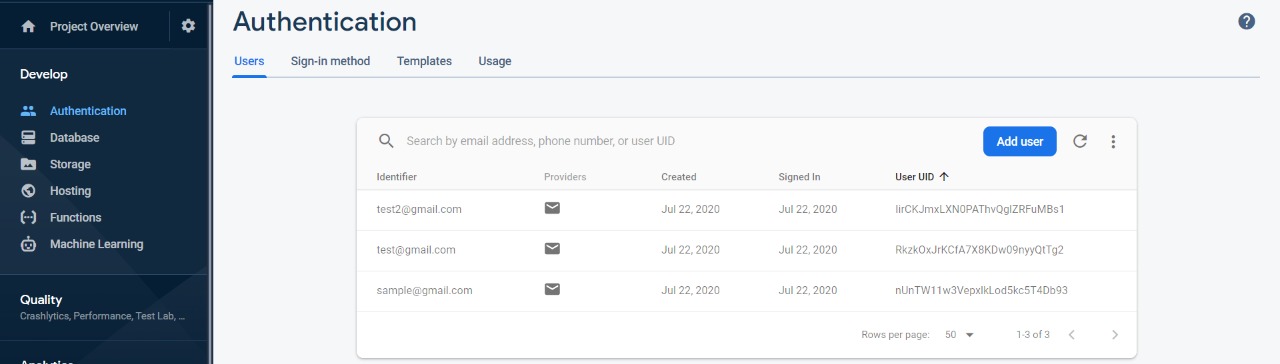 Project Overview
Develop
Authentication
Database
Storage
Hosting
Functions
Machine Learning
Quality
Crashlytics, Performance, Test Lab, ...
Analytics
Authentication
Users Sign-in method Templates Usage
Search by email address, phone number, or user UID
Add user
Identifier Providers Created Signed In User UID
test2@gmail.com Jul 22, 2020 Jul 22, 2020 IirCKJmxLXN0PAThvQglZRFuMBs1
test@gmail.com Jul 22, 2020 Jul 22, 2020 RkzkOxJrKCfA7X8KDw09nyyQtTg2
sample@gmail.com Jul 22, 2020 Jul 22, 2020 nUnTW11w3VepxlkLod5kc5T4Db93
Rows per page: 50 1-3 of 3